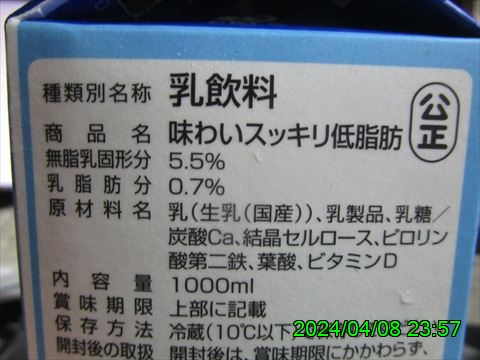 種類別名称 乳飲料
公正
商品名 味わいスッキリ低脂肪
無脂乳固形分 5.5%
乳脂肪分 0.7%
原材料名 乳(生乳(国産))、乳製品、乳糖/
炭酸Ca、結晶セルロース、ピロリン
酸第二鉄、葉酸、ビタミンD
内容量 1000ml
賞味期限 上部に記載
保存方法 冷蔵(10℃以下
開封後の取扱 開封後は、賞味期限にかかわらず、
2024/04/08 23:57